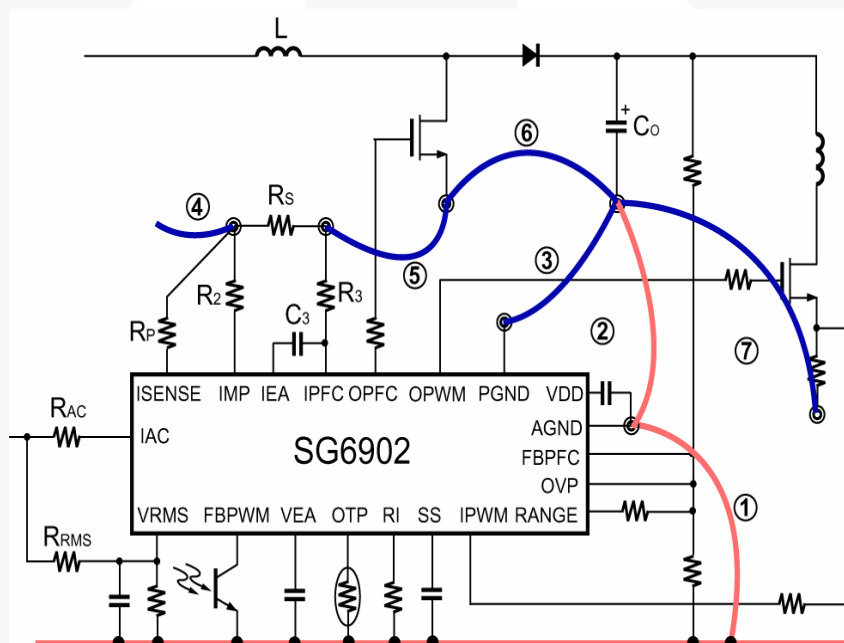 L
+
Co
⑥
④
RS
③
⑤
R2
R3
C3
RP
②
⑦
ISENSE IMP IEA IPFC OPFC OPWM PGND VDD
RAC
IAC
SG6902
AGND
FBPFC
OVP
①
VRMS FBPWM VEA OTP RI SS IPWM RANGE
RRMS